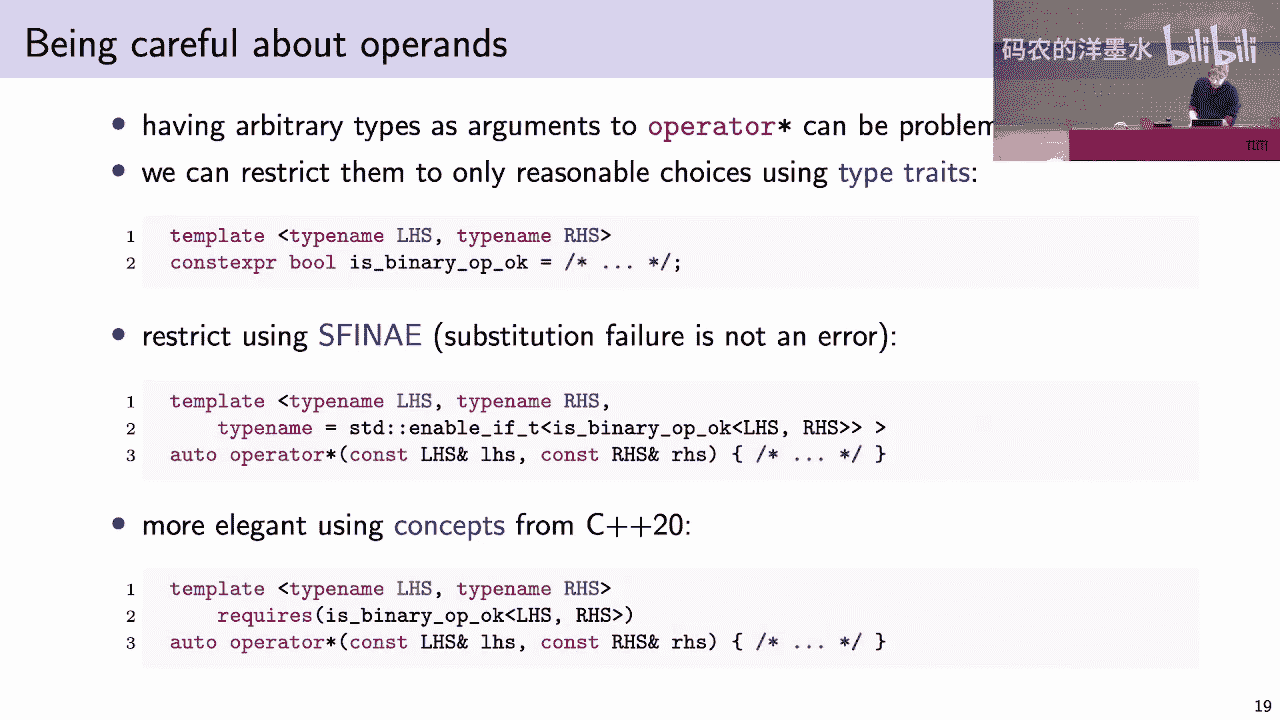 Being careful about operands
码农的洋墨水 bilibili
• having arbitrary types as arguments to operator* can be problem
• we can restrict them to only reasonable choices using type traits:
1 template <typename LHS, typename RHS>
2 constexpr bool is_binary_op_ok = /* ... */;
• restrict using SFINAE (substitution failure is not an error):
1 template <typename LHS, typename RHS,
2 typename = std::enable_if_t<is_binary_op_ok<LHS, RHS>> >
3 auto operator*(const LHS& lhs, const RHS& rhs) { /* ... */ }
• more elegant using concepts from C++20:
1 template <typename LHS, typename RHS>
2 requires(is_binary_op_ok<LHS, RHS>)
3 auto operator*(const LHS& lhs, const RHS& rhs) { /* ... */ }
19